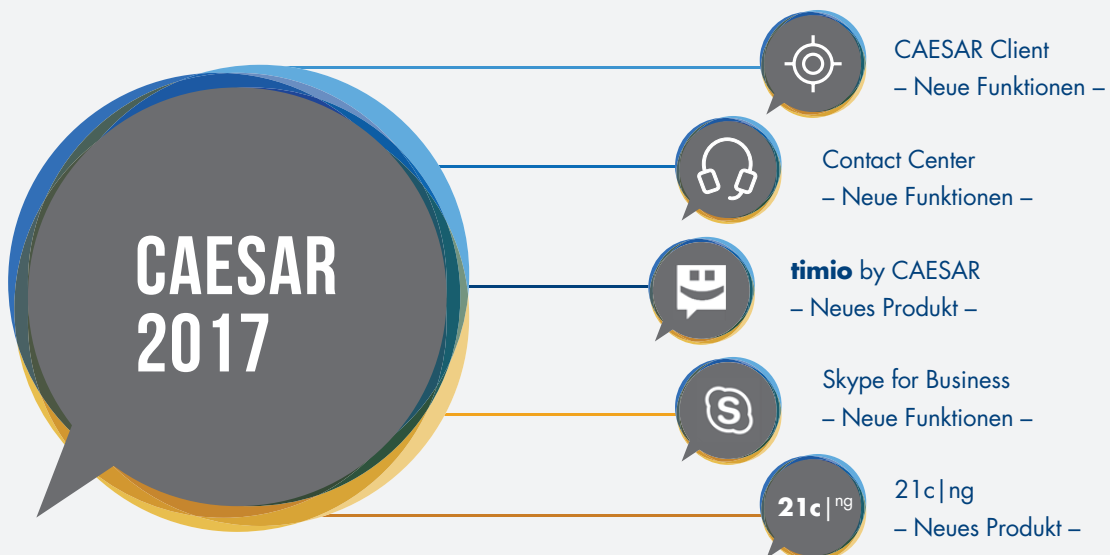 CAESAR
2017
CAESAR Client
– Neue Funktionen –
Contact Center
– Neue Funktionen –
timio by CAESAR
– Neues Produkt –
S
Skype for Business
– Neue Funktionen –
21c|ng
21c|ng
– Neues Produkt –